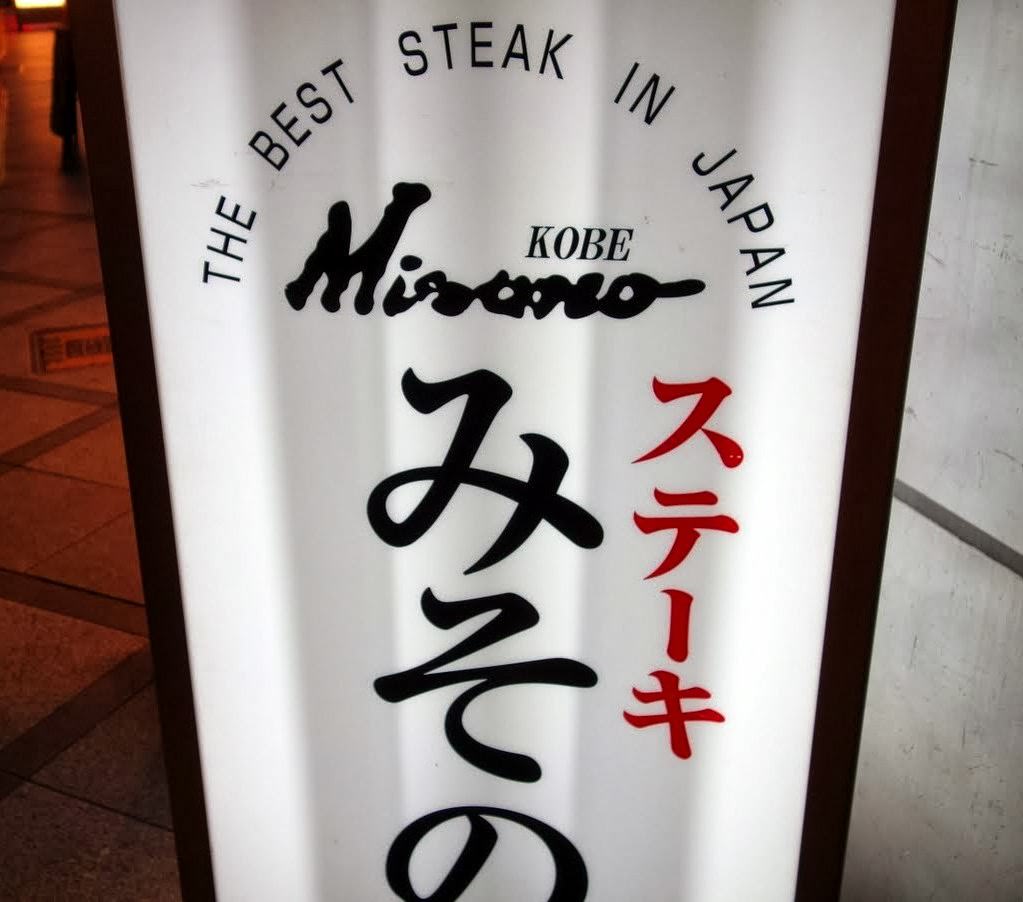 THE BEST STEAK IN JAPAN
KOBE
Misono
ステーキ
みその